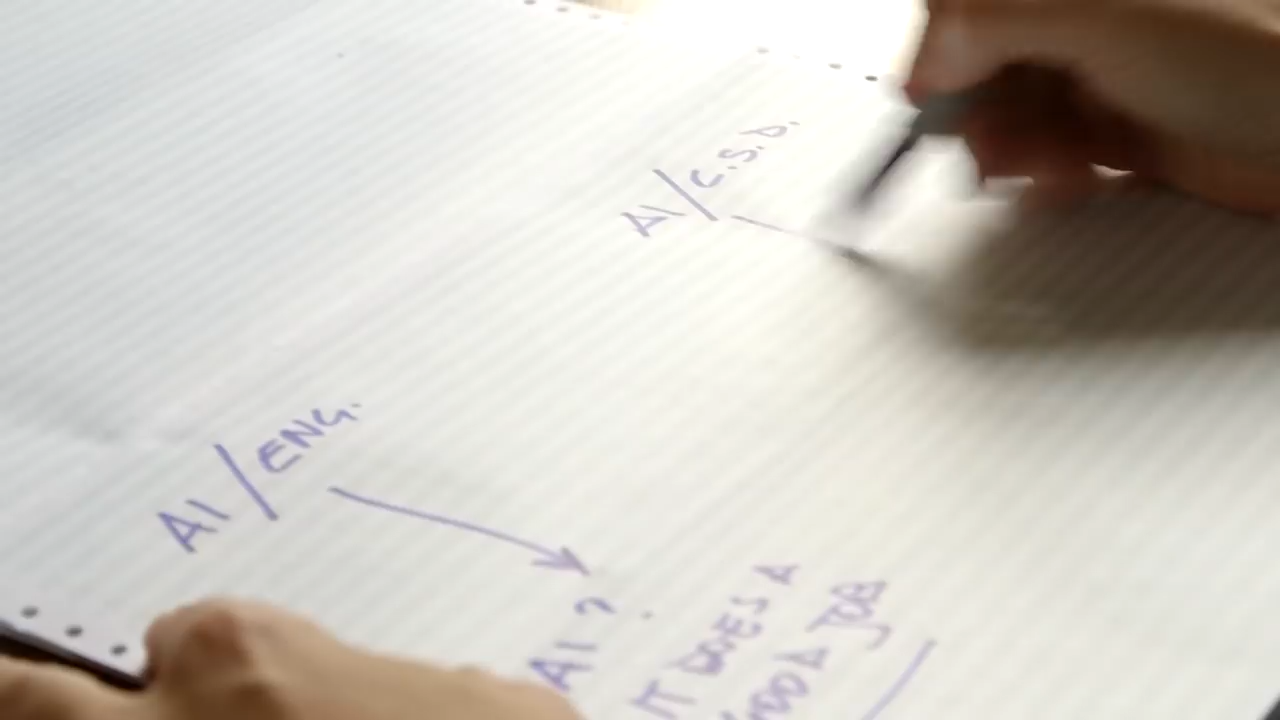 AI/C.S.D.
AI/ENG.
AI?
IT DOES A
GOOD JOB